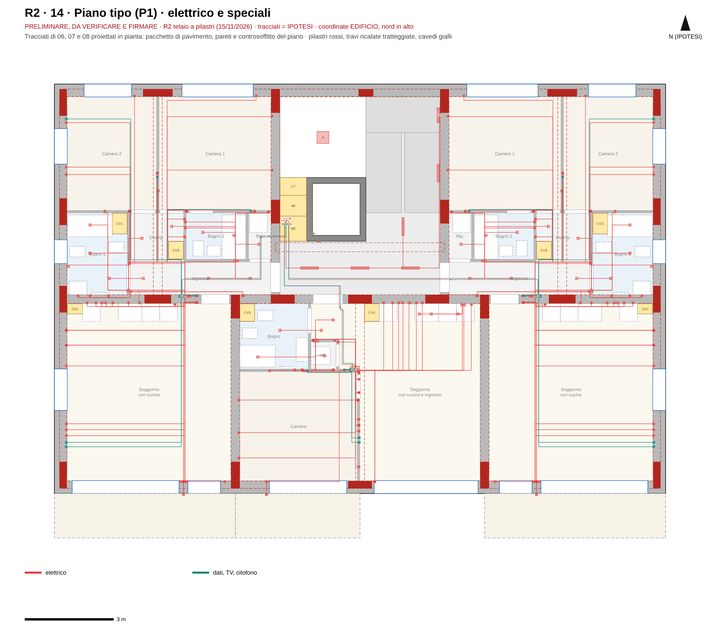 R2 · 14 · Piano tipo (P1) · elettrico e speciali
PRELIMINARE, DA VERIFICARE E FIRMARE · R2 telaio a pilastri (15/11/2026) · tracciati = IPOTESI · coordinate EDIFICIO, nord in alto
Tracciati di 06, 07 e 08 proiettati in pianta: pacchetto di pavimento, pareti e controsoffitto del piano · pilastri rossi, travi ricalate tratteggiate, cavedi gialli
N (IPOTESI)
Camera 2
Camera 1
Camera 1
Camera 2
CT
Bagno 2
Bagno
Bagno 2
Ingresso
Soggiorno
con cucina
Camera
Soggiorno
con cucina e ingresso
Soggiorno
con cucina
elettrico
dati, TV, citofono
3 m